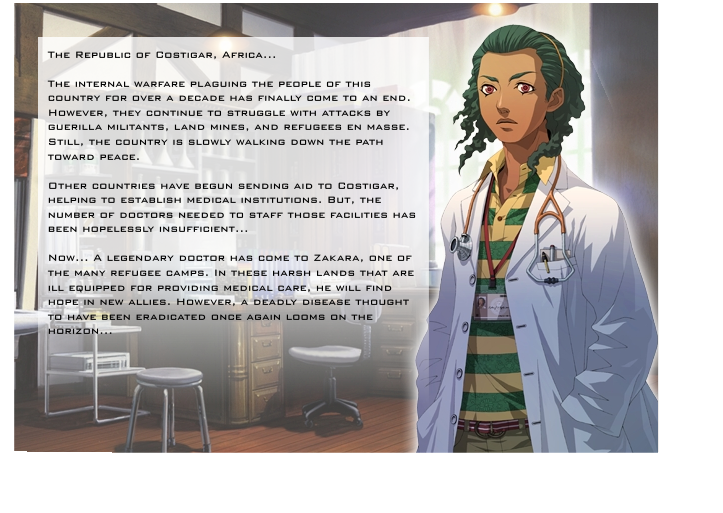 The Republic of Costigar, Africa...
The internal warfare plaguing the people of this
country for over a decade has finally come to an end.
However, they continue to struggle with attacks by
guerilla militants, land mines, and refugees en masse.
Still, the country is slowly walking down the path
toward peace.
Other countries have begun sending aid to Costigar,
helping to establish medical institutions. But, the
number of doctors needed to staff those facilities has
been hopelessly insufficient...
Now... A legendary doctor has come to Zakara, one of
the many refugee camps. In these harsh lands that are
ill equipped for providing medical care, he will find
hope in new allies. However, a deadly disease thought
to have been eradicated once again looms on the
horizon...